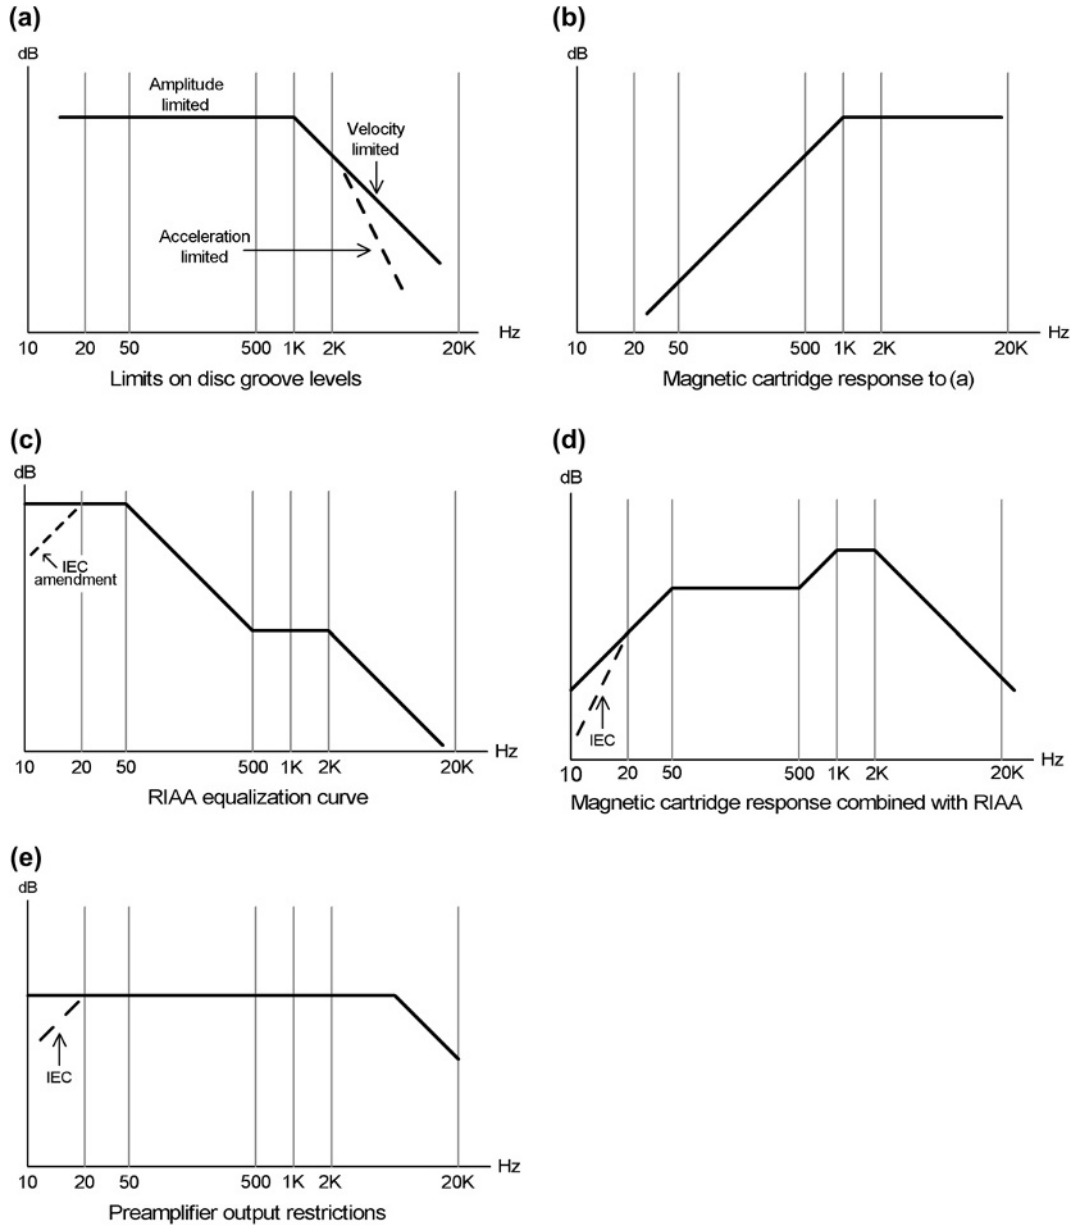 (a)
dB
Amplitude
limited
Velocity
limited
Acceleration
limited
Hz
10 20 50 500 1K 2K 20K
Limits on disc groove levels
(b)
dB
Hz
10 20 50 500 1K 2K 20K
Magnetic cartridge response to (a)
(c)
dB
IEC
amendment
Hz
10 20 50 500 1K 2K 20K
RIAA equalization curve
(d)
dB
IEC
Hz
10 20 50 500 1K 2K 20K
Magnetic cartridge response combined with RIAA
(e)
dB
IEC
Hz
10 20 50 500 1K 2K 20K
Preamplifier output restrictions